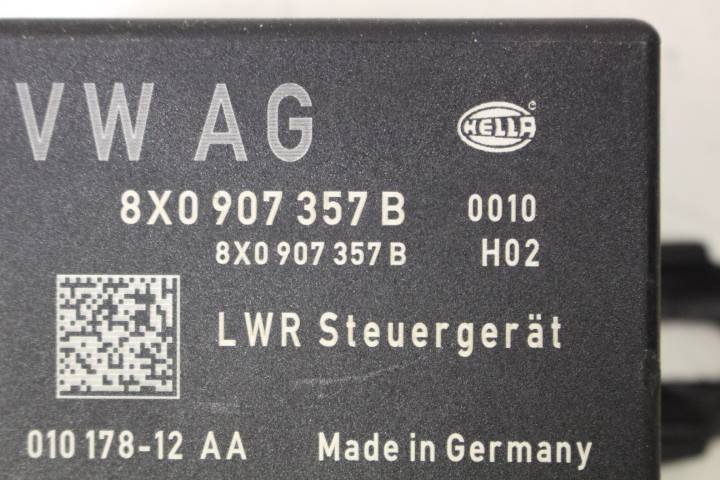 VW AG HELLA
8X0 907 357 B 0010
8X0 907 357 B H02
LWR Steuergerät
010 178-12 AA Made in Germany